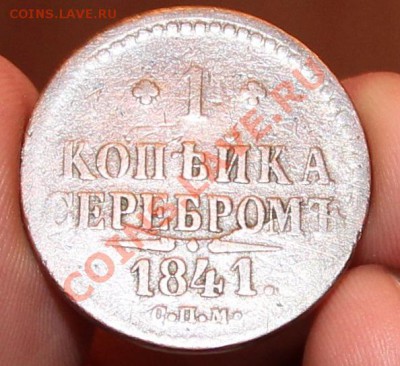 COINS.LAVE.RU
1
КОПѢЙКА
СЕРЕБРОМЪ
1841.
С.П.М.
COINS.LAVE.RU